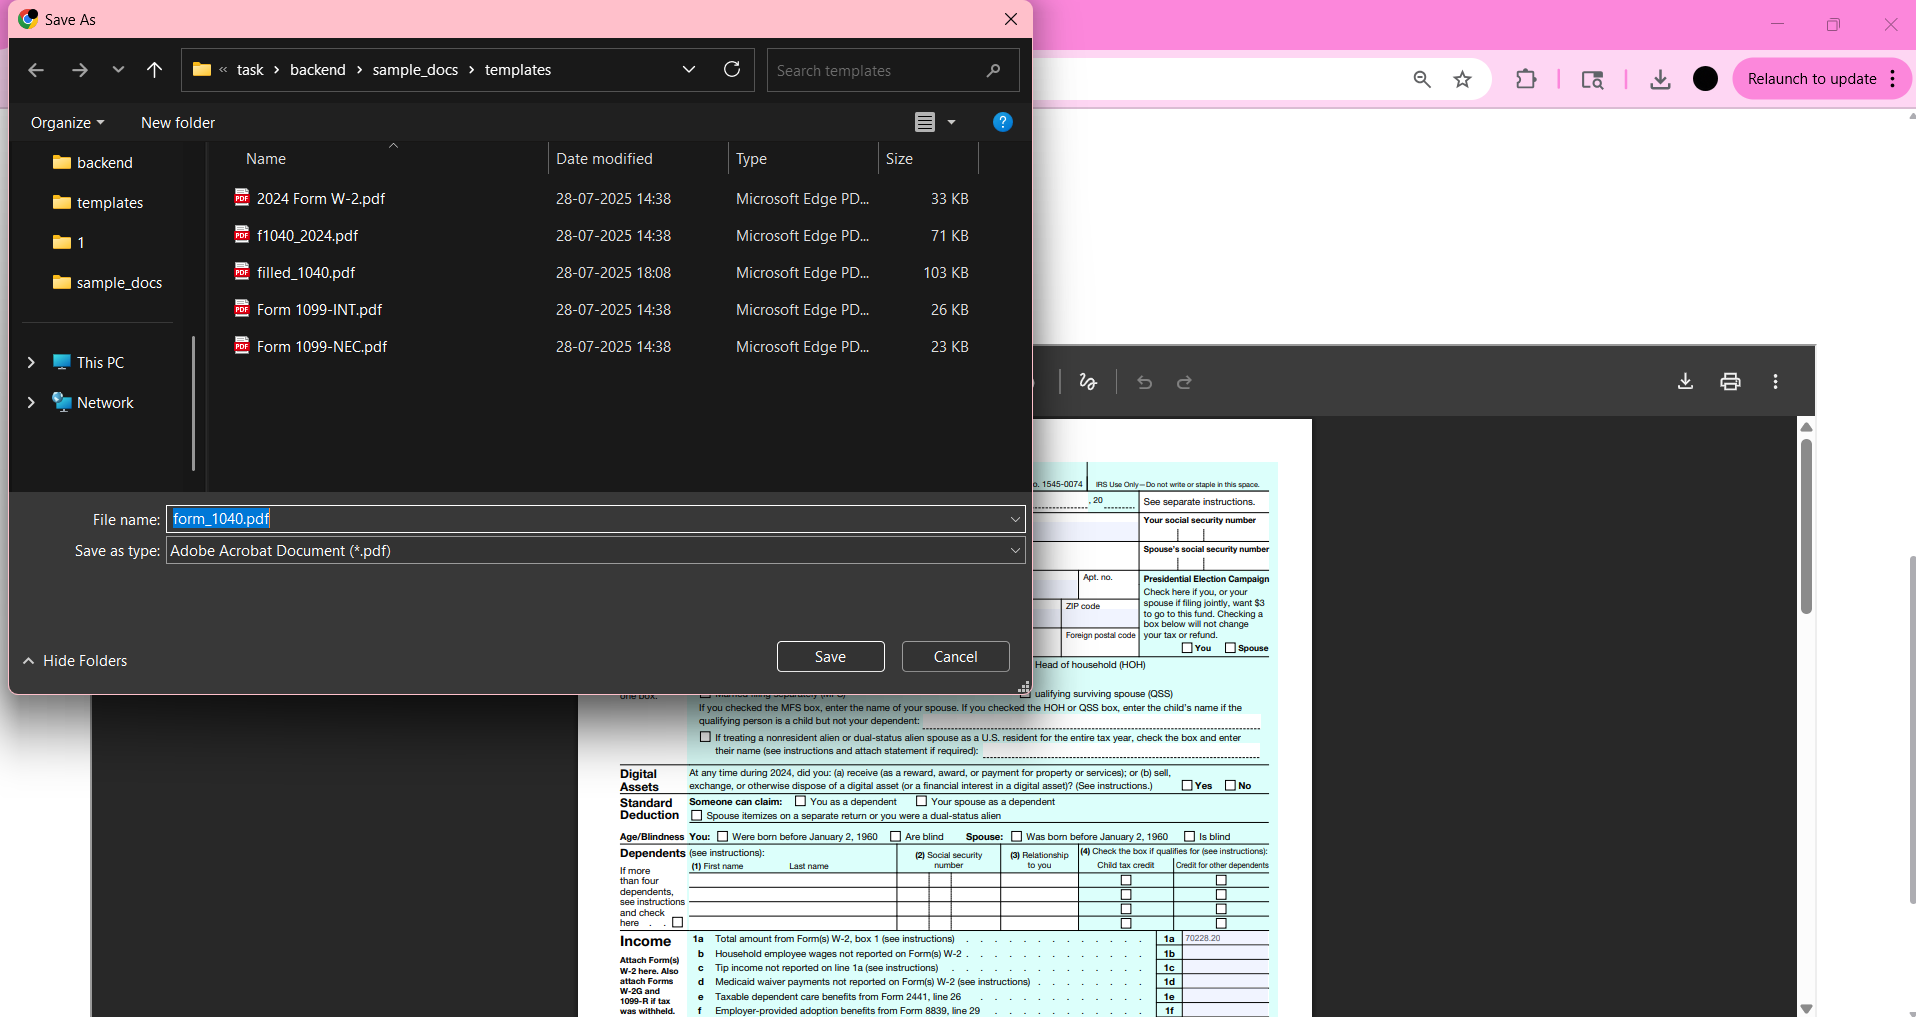 Save As
« task › backend › sample_docs › templates
Search templates
Relaunch to update
Organize
New folder
?
backend
templates
1
sample_docs
This PC
Network
Name Date modified Type Size
2024 Form W-2.pdf 28-07-2025 14:38 Microsoft Edge PD... 33 KB
f1040_2024.pdf 28-07-2025 14:38 Microsoft Edge PD... 71 KB
filled_1040.pdf 28-07-2025 18:08 Microsoft Edge PD... 103 KB
Form 1099-INT.pdf 28-07-2025 14:38 Microsoft Edge PD... 26 KB
Form 1099-NEC.pdf 28-07-2025 14:38 Microsoft Edge PD... 23 KB
File name: form_1040.pdf
Save as type: Adobe Acrobat Document (*.pdf)
Hide Folders
Save
Cancel
o. 1545-0074 IRS Use Only—Do not write or staple in this space.
, 20 See separate instructions.
Your social security number
Spouse's social security number
Apt. no.
ZIP code
Foreign postal code
Presidential Election Campaign
Check here if you, or your
spouse if filing jointly, want $3
to go to this fund. Checking a
box below will not change
your tax or refund.
You Spouse
Head of household (HOH)
one box.
ualifying surviving spouse (QSS)
If you checked the MFS box, enter the name of your spouse. If you checked the HOH or QSS box, enter the child's name if the
qualifying person is a child but not your dependent:
If treating a nonresident alien or dual-status alien spouse as a U.S. resident for the entire tax year, check the box and enter
their name (see instructions and attach statement if required):
Digital
Assets
At any time during 2024, did you: (a) receive (as a reward, award, or payment for property or services); or (b) sell,
exchange, or otherwise dispose of a digital asset (or a financial interest in a digital asset)? (See instructions.) Yes No
Standard
Deduction
Someone can claim: You as a dependent Your spouse as a dependent
Spouse itemizes on a separate return or you were a dual-status alien
Age/Blindness You: Were born before January 2, 1960 Are blind Spouse: Was born before January 2, 1960 Is blind
Dependents (see instructions):
(1) First name Last name
(2) Social security
number
(3) Relationship
to you
(4) Check the box if qualifies for (see instructions):
Child tax credit Credit for other dependents
If more
than four
dependents,
see instructions
and check
here . .
Income
Attach Form(s)
W-2 here. Also
attach Forms
W-2G and
1099-R if tax
was withheld.
1a Total amount from Form(s) W-2, box 1 (see instructions) . . . . . . . . . . . . 1a 70228.20
b Household employee wages not reported on Form(s) W-2 . . . . . . . . . . . . 1b
c Tip income not reported on line 1a (see instructions) . . . . . . . . . . . . . 1c
d Medicaid waiver payments not reported on Form(s) W-2 (see instructions) . . . . . . . . 1d
e Taxable dependent care benefits from Form 2441, line 26 . . . . . . . . . . . . 1e
f Employer-provided adoption benefits from Form 8839, line 29 . . . . . . . . . . . 1f